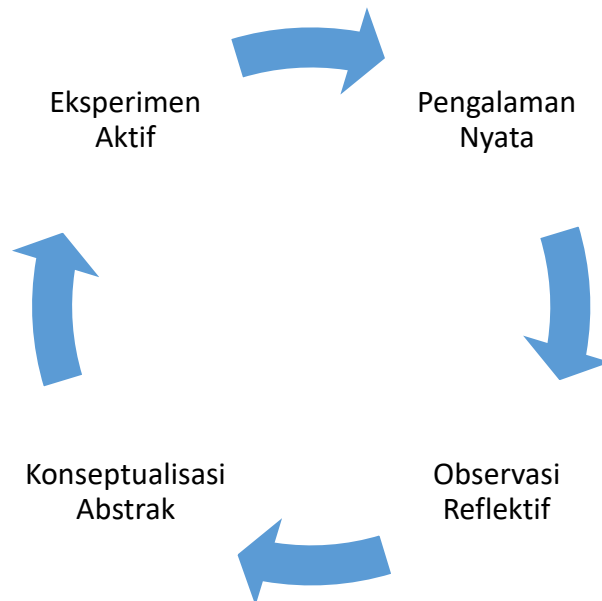 Eksperimen
Aktif
Pengalaman
Nyata
Konseptualisasi
Abstrak
Observasi
Reflektif